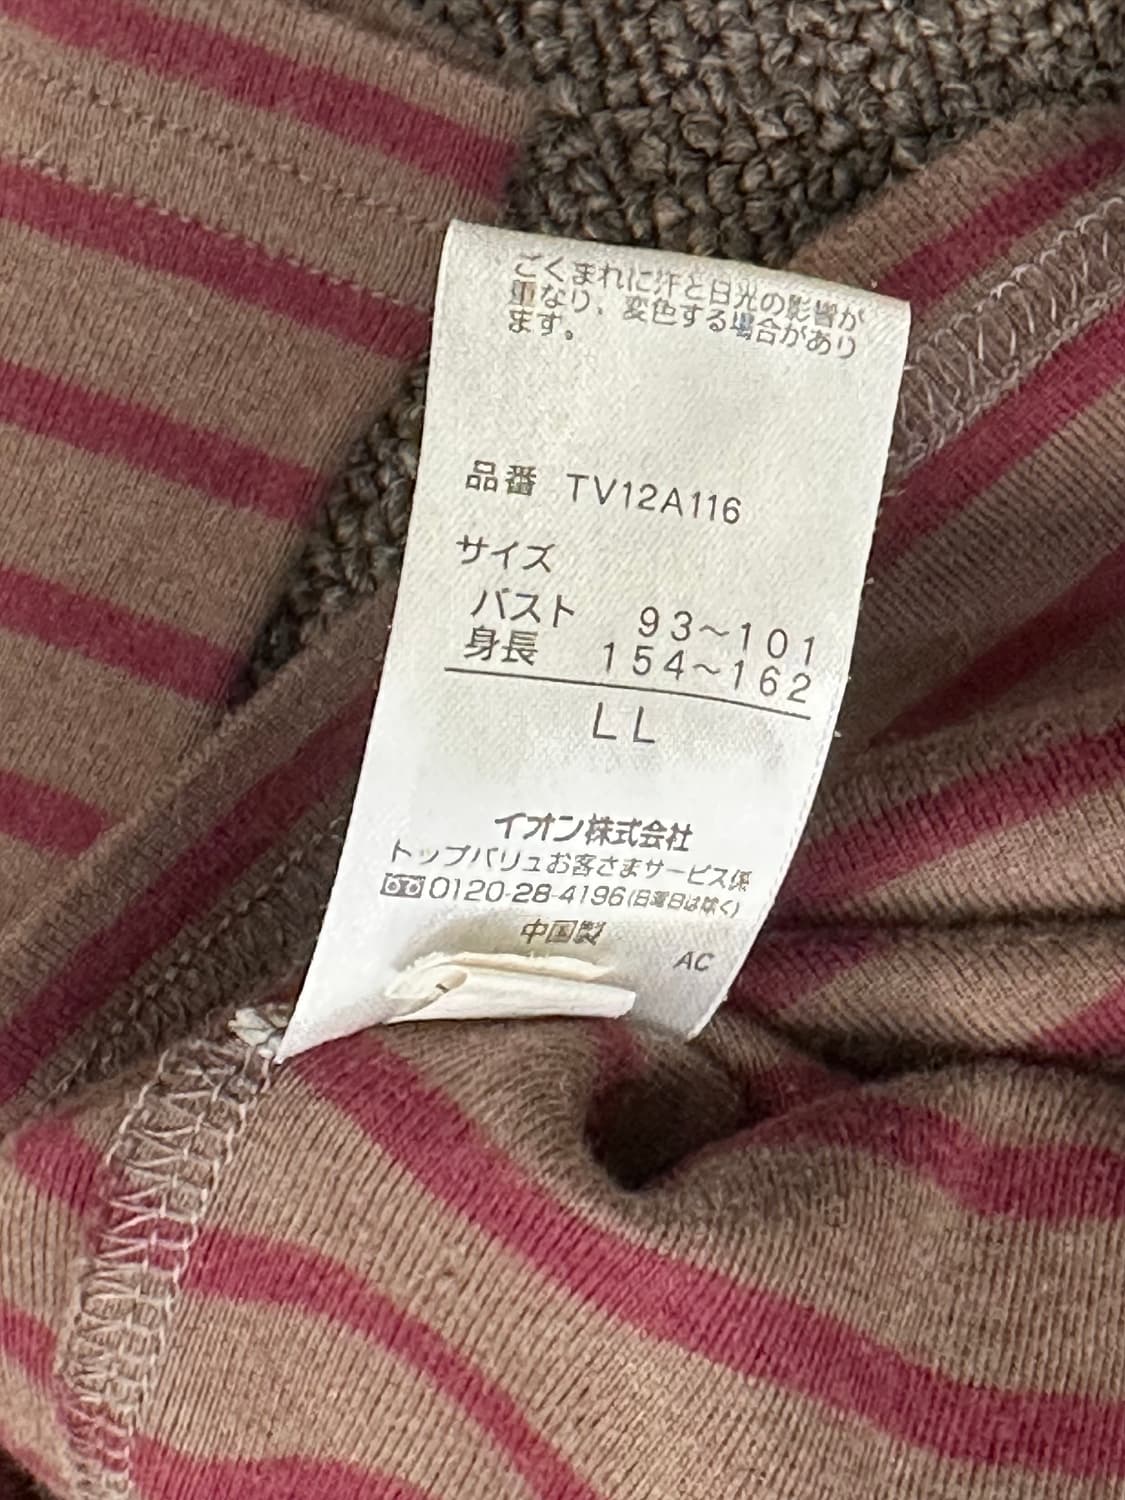 ごくまれに汗と日光の影響が
重なり、変色する場合があり
ます。
品番 TV12A116
サイズ
バスト 93~101
身長 154~162
LL
イオン株式会社
トップバリュお客さまサービス係
0120-28-4196(日曜日は除く)
中国製
AC